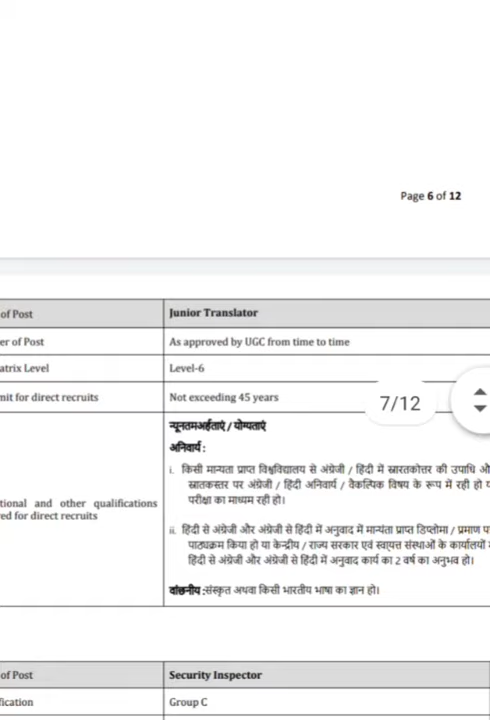 Page 6 of 12
of Post
Junior Translator
er of Post
As approved by UGC from time to time
atrix Level
Level-6
mit for direct recruits
Not exceeding 45 years
7/12
न्यूनतमअर्हताएं / योग्यताएं
अनिवार्य :
i. किसी मान्यता प्राप्त विश्वविद्यालय से अंग्रेजी / हिंदी में स्नातकोत्तर की उपाधि
स्नातकस्तर पर अंग्रेजी / हिंदी अनिवार्य / वैकल्पिक विषय के रूप में रही हो
परीक्षा का माध्यम रही हो।
tional and other qualifications
ed for direct recruits
ii. हिंदी से अंग्रेजी और अंग्रेजी से हिंदी में अनुवाद में मान्यता प्राप्त डिप्लोमा / प्रमाण
पाठ्यक्रम किया हो या केन्द्रीय / राज्य सरकार एवं स्वायत्त संस्थाओं के कार्यालयों
हिंदी से अंग्रेजी और अंग्रेजी से हिंदी में अनुवाद कार्य का 2 वर्ष का अनुभव हो।
वांछनीय :संस्कृत अथवा किसी भारतीय भाषा का ज्ञान हो।
of Post
Security Inspector
fication
Group C